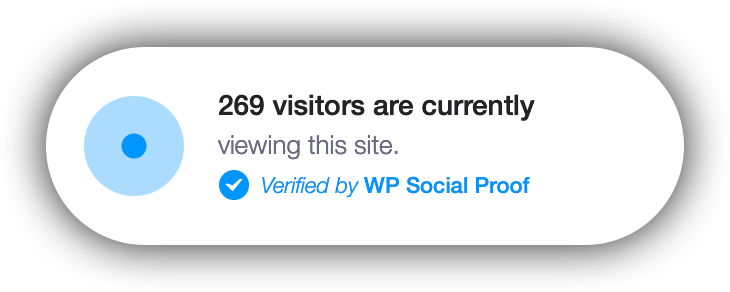 269 visitors are currently
viewing this site.
Verified by WP Social Proof